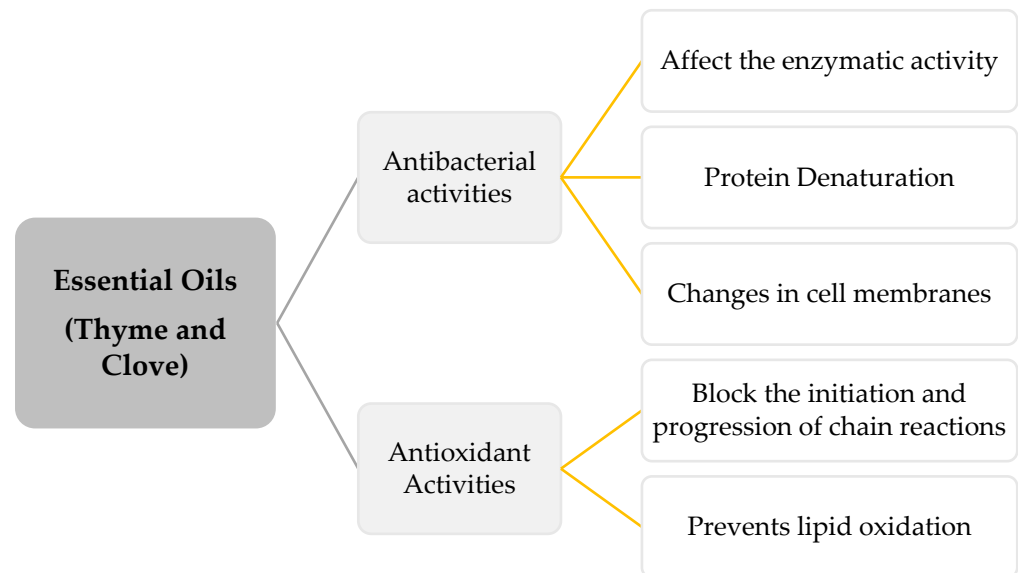 Essential Oils
(Thyme and
Clove)
Antibacterial
activities
Affect the enzymatic activity
Protein Denaturation
Changes in cell membranes
Antioxidant
Activities
Block the initiation and
progression of chain reactions
Prevents lipid oxidation